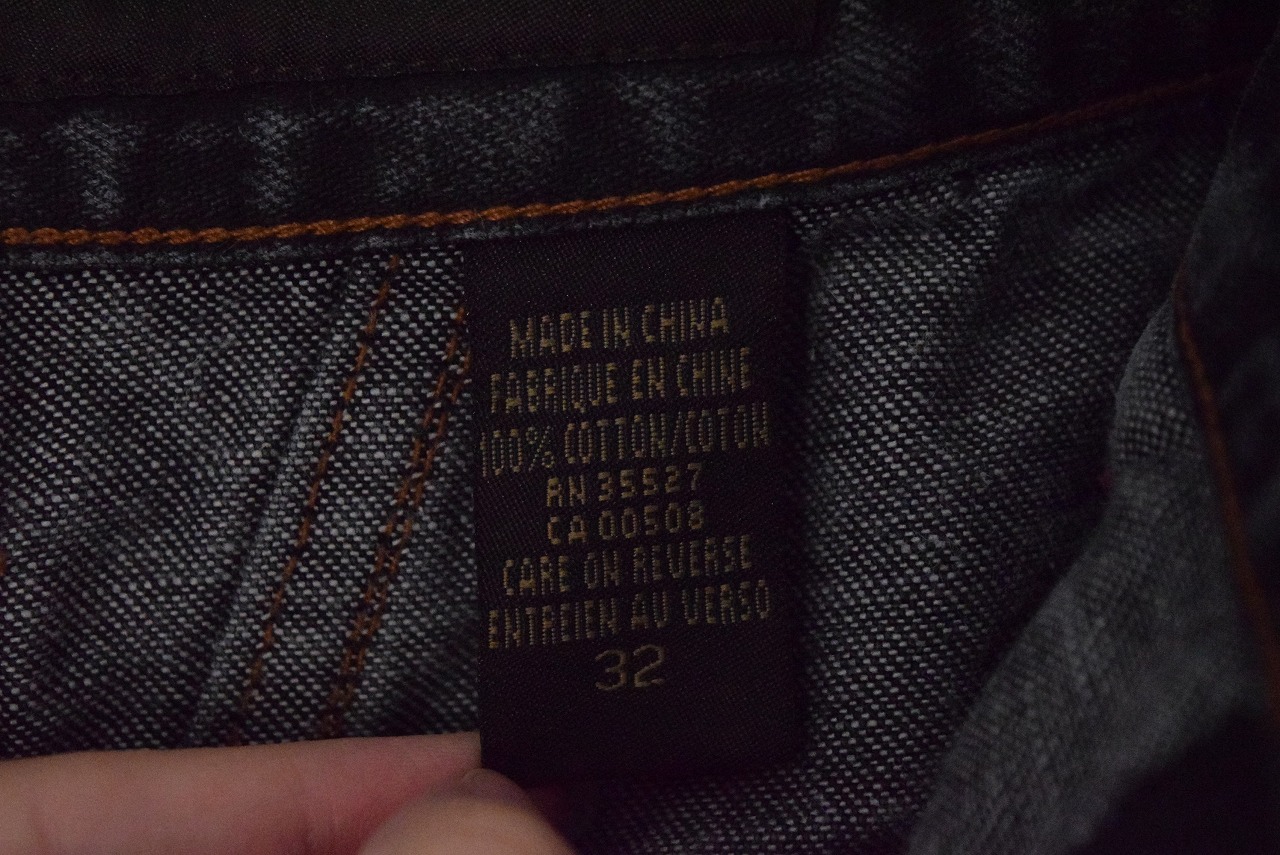 MADE IN CHINA
FABRIQUE EN CHINE
100% COTTON/COTON
RN 35527
CA 00508
CARE ON REVERSE
ENTREIEN AU VERSO
32